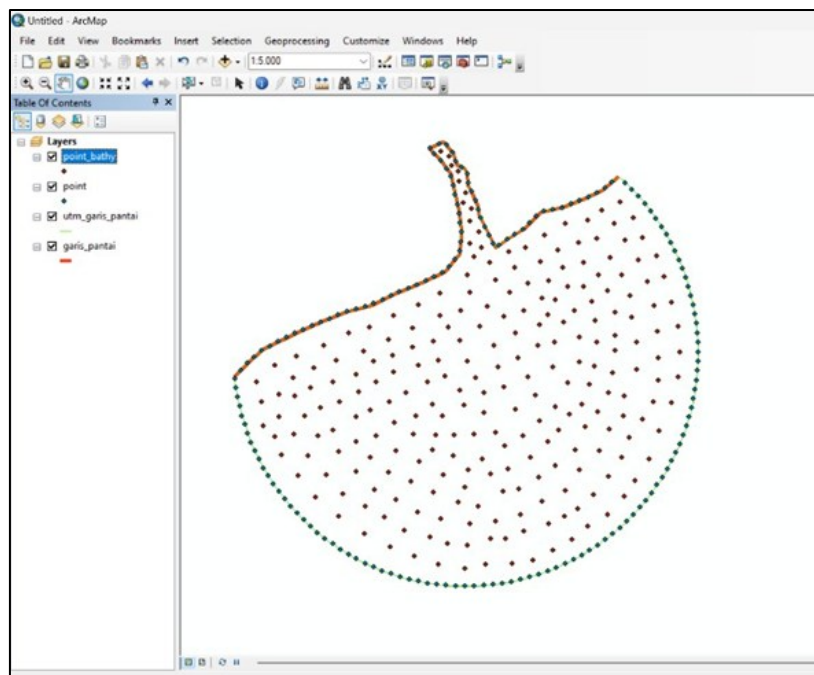 Untitled - ArcMap
File Edit View Bookmarks Insert Selection Geoprocessing Customize Windows Help
1:5.000
Table Of Contents
Layers
point_bathy
point
utm_garis_pantai
garis_pantai